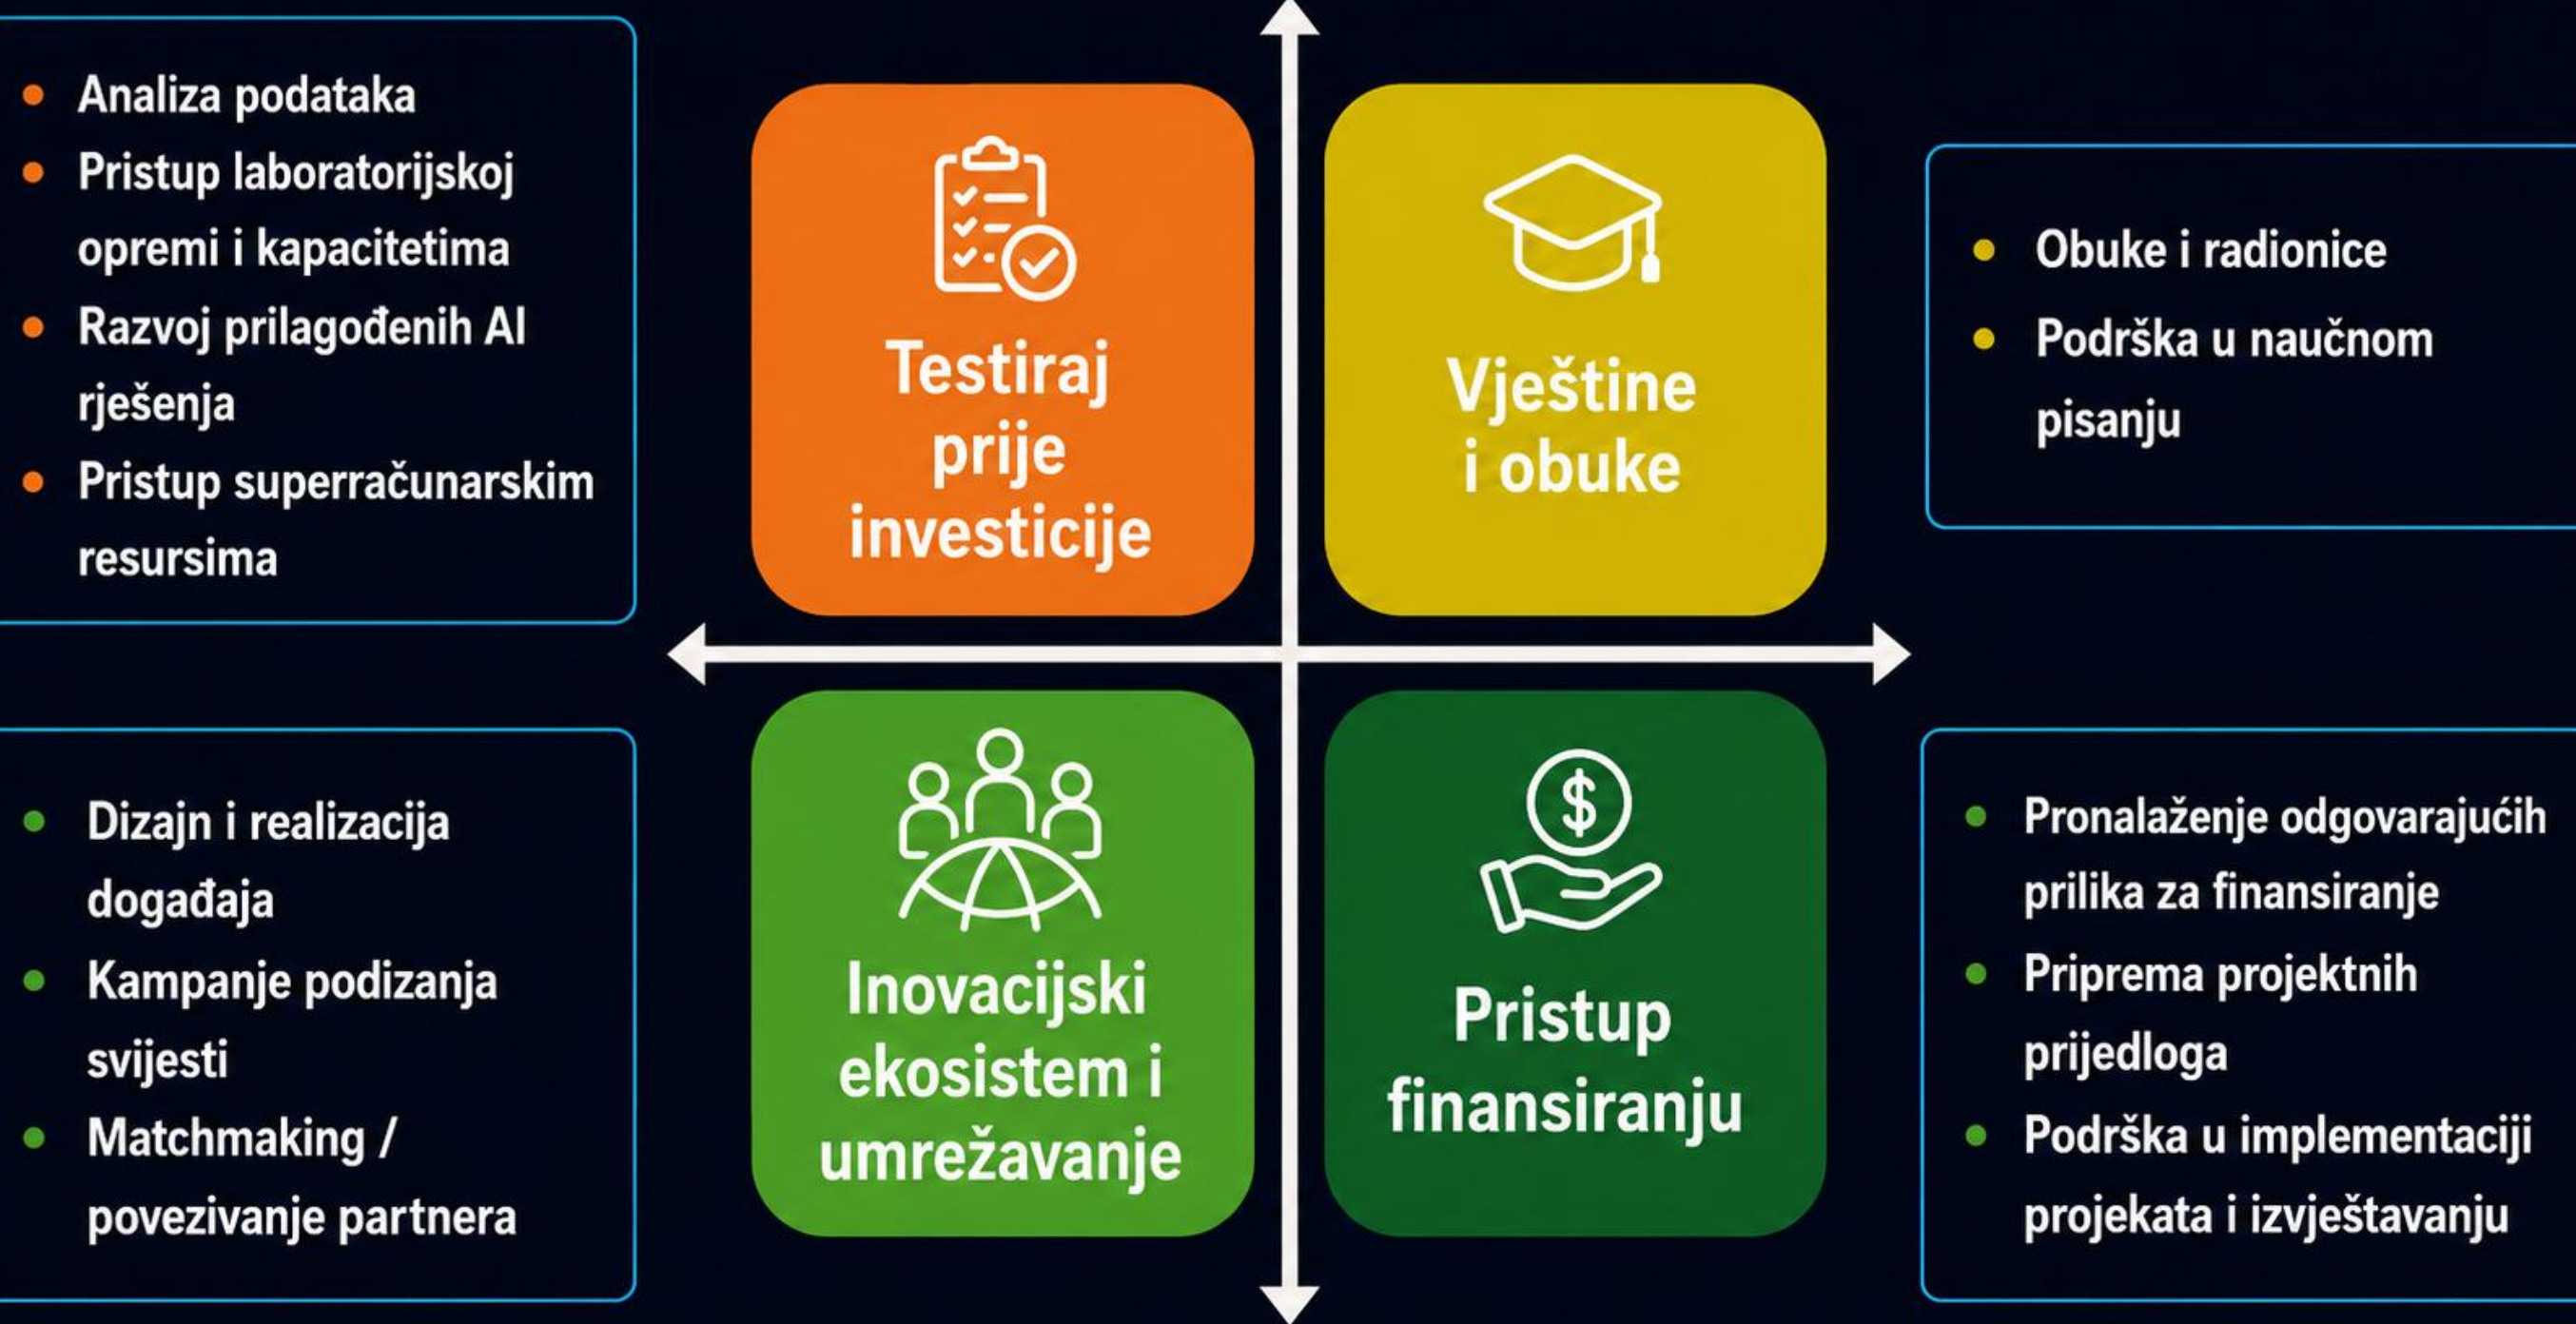 Analiza podataka
Pristup laboratorijskoj
opremi i kapacitetima
Razvoj prilagođenih AI
rješenja
Pristup superračunarskim
resursima
Testiraj
prije
investicije
Vještine
i obuke
Obuke i radionice
Podrška u naučnom
pisanju
Dizajn i realizacija
događaja
Kampanje podizanja
svijesti
Matchmaking /
povezivanje partnera
Inovacijski
ekosistem i
umrežavanje
$
Pristup
finansiranju
Pronalaženje odgovarajućih
prilika za finansiranje
Priprema projektnih
prijedloga
Podrška u implementaciji
projekata i izvještavanju